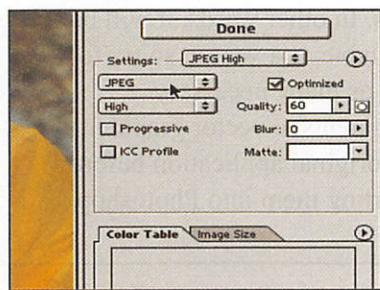 Done
Settings: JPEG High
JPEG
Optimized
High
Quality: 60
Progressive
Blur: 0
ICC Profile
Matte:
Color Table
Image Size